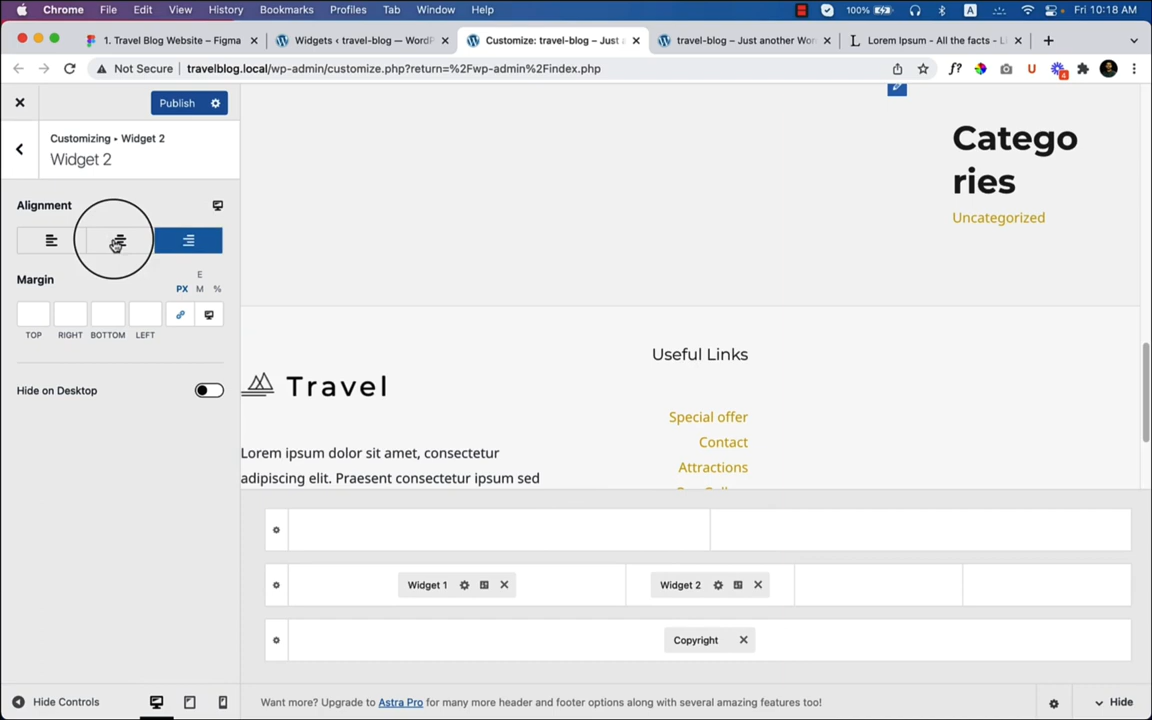 Chrome File Edit View History Bookmarks Profiles Tab Window Help 100% A Fri 10:18 AM
1. Travel Blog Website – Figma
Widgets ‹ travel-blog — WordP
Customize: travel-blog – Just a
travel-blog – Just another Wor
Lorem Ipsum - All the facts - L
Not Secure travelblog.local/wp-admin/customize.php?return=%2Fwp-admin%2Findex.php
f?
U
4
Publish
Customizing • Widget 2
Widget 2
Alignment
Margin
E
PX M %
TOP RIGHT BOTTOM LEFT
Hide on Desktop
Catego
ries
Uncategorized
Travel
Lorem ipsum dolor sit amet, consectetur
adipiscing elit. Praesent consectetur ipsum sed
Useful Links
Special offer
Contact
Attractions
Widget 1
Widget 2
Copyright
Hide Controls
Want more? Upgrade to Astra Pro for many more header and footer options along with several amazing features too!
Hide